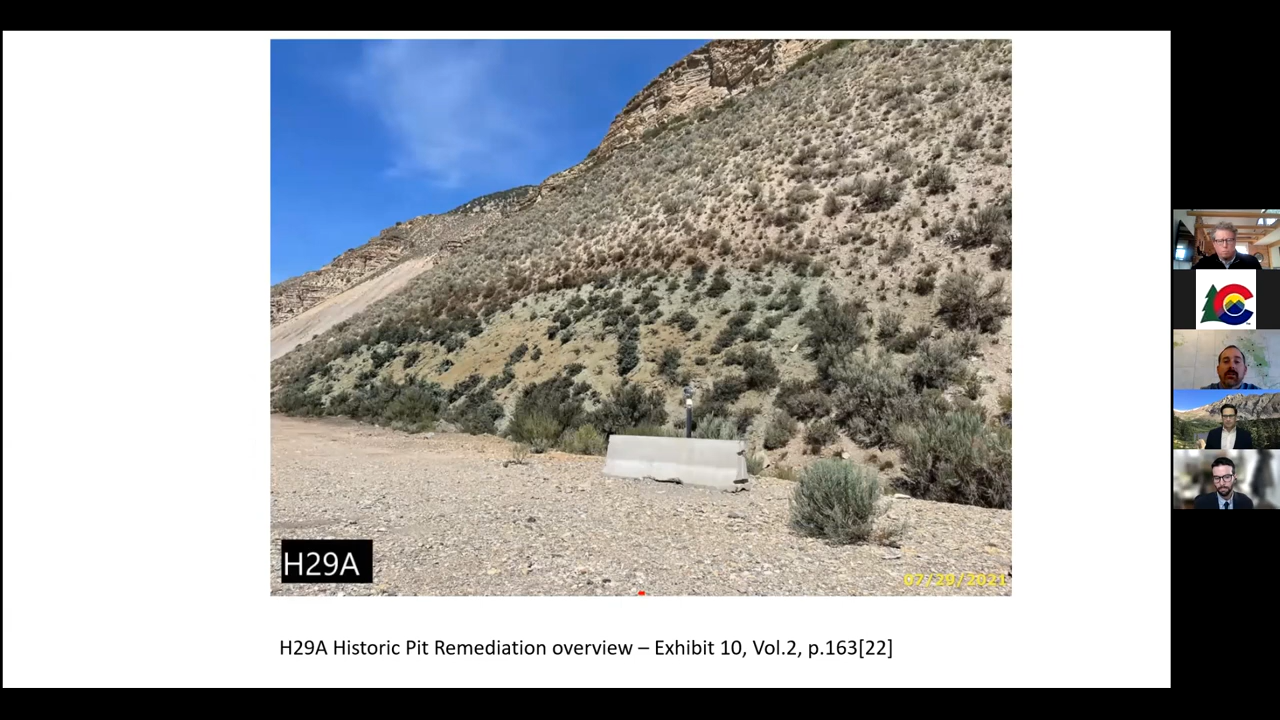 H29A
07/29/2021
H29A Historic Pit Remediation overview – Exhibit 10, Vol.2, p.163[22]